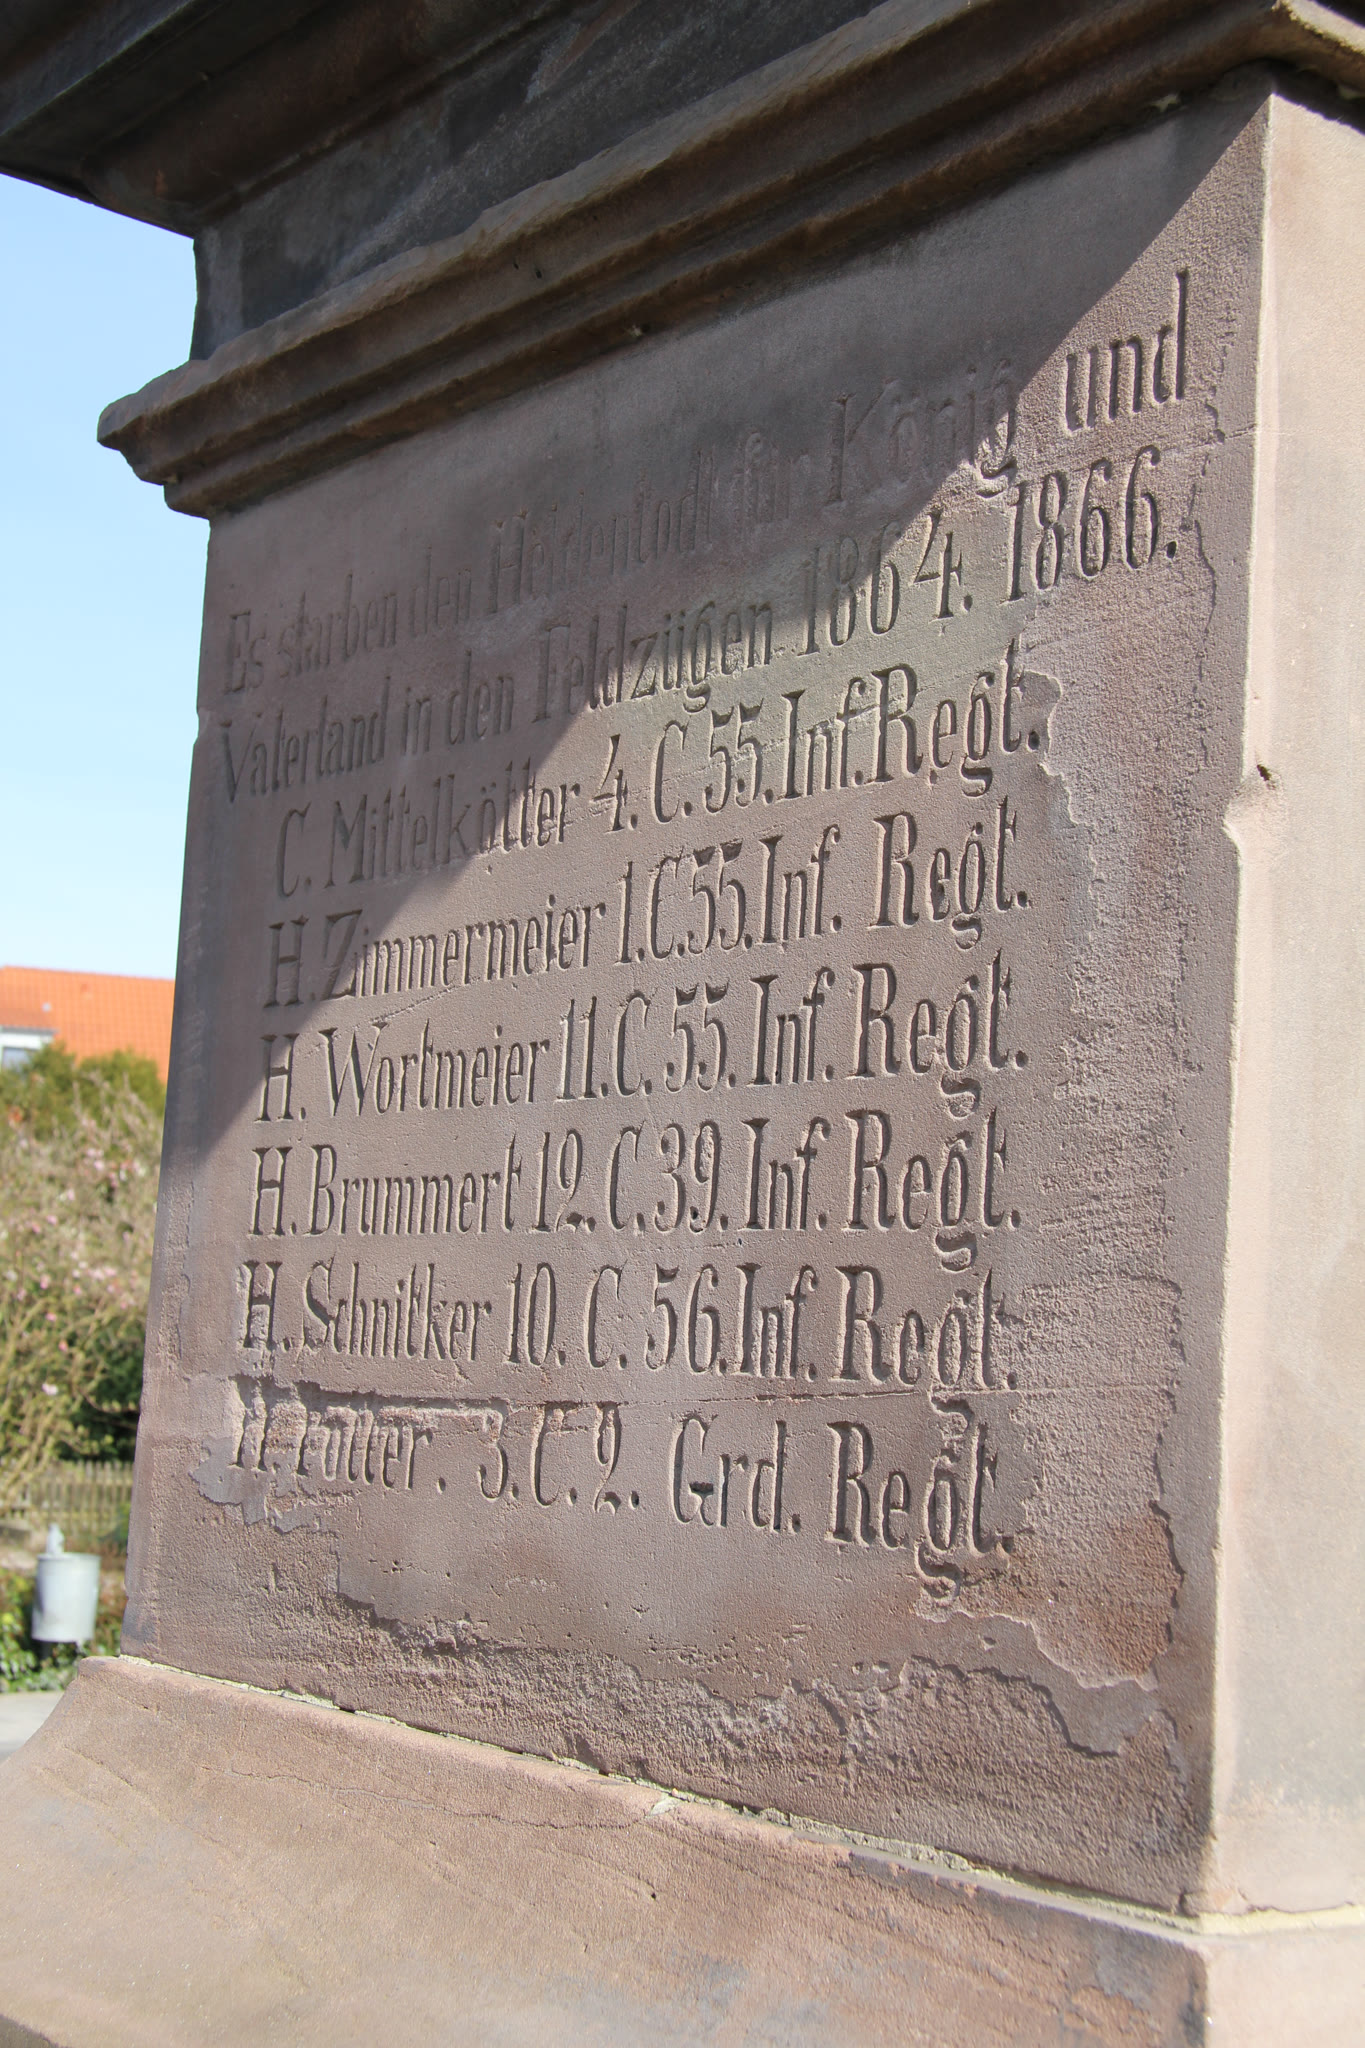 Es starben den Heldentodt für König und
Vaterland in den Feldzügen 1864. 1866.
C. Mittelkötter 4. C. 55. Inf. Regt.
H. Zimmermeier 1. C. 55. Inf. Regt.
H. Wortmeier 11. C. 55. Inf. Regt.
H. Brummert 12. C. 39. Inf. Regt.
H. Schnitker 10. C. 56. Inf. Regt.
H. 3. C. 2. Grd. Regt.